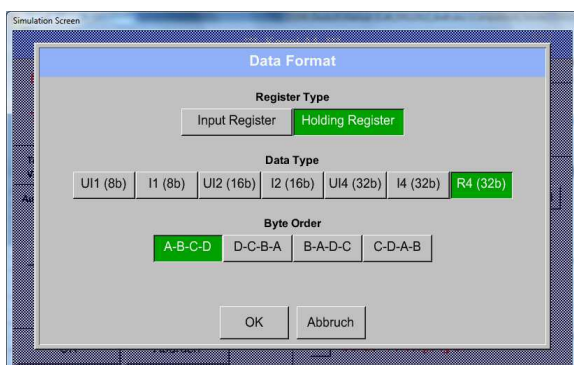 Simulation Screen
Data Format
Register Type
Input Register Holding Register
Data Type
UI1 (8b) I1 (8b) UI2 (16b) I2 (16b) UI4 (32b) I4 (32b) R4 (32b)
Byte Order
A-B-C-D D-C-B-A B-A-D-C C-D-A-B
OK Abbruch